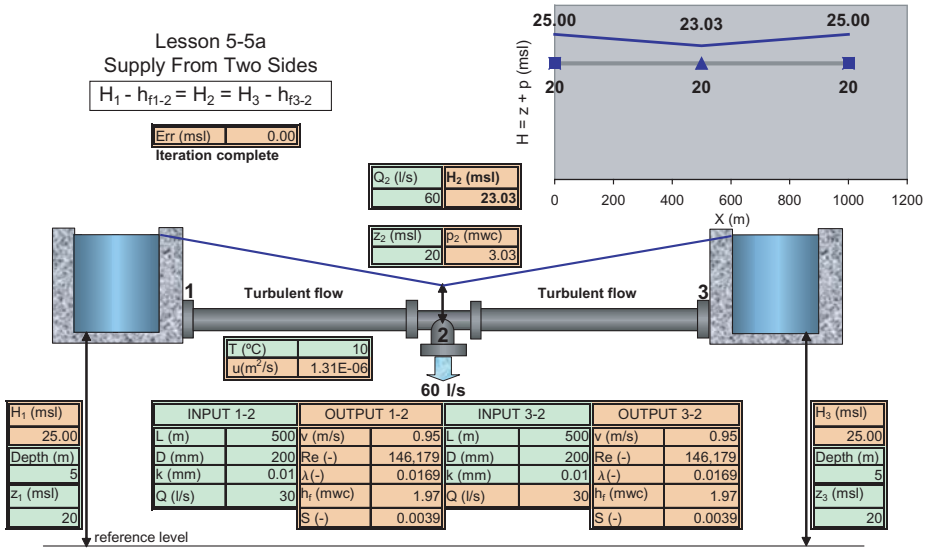 Lesson 5-5a
Supply From Two Sides
H1 - hf1-2 = H2 = H3 - hf3-2
Err (msl) 0.00
Iteration complete
25.00 23.03 25.00
20 20 20
H = z + p (msl)
0 200 400 600 800 1000 1200
X (m)
Q2 (l/s) H2 (msl)
60 23.03
z2 (msl) p2 (mwc)
20 3.03
1 Turbulent flow Turbulent flow 3
2
T (ºC) 10
υ(m²/s) 1.31E-06
60 l/s
H1 (msl)
25.00
Depth (m)
5
z1 (msl)
20
INPUT 1-2 OUTPUT 1-2 INPUT 3-2 OUTPUT 3-2
L (m) 500 v (m/s) 0.95 L (m) 500 v (m/s) 0.95
D (mm) 200 Re (-) 146,179 D (mm) 200 Re (-) 146,179
k (mm) 0.01 λ(-) 0.0169 k (mm) 0.01 λ(-) 0.0169
Q (l/s) 30 hf (mwc) 1.97 Q (l/s) 30 hf (mwc) 1.97
S (-) 0.0039 S (-) 0.0039
H3 (msl)
25.00
Depth (m)
5
z3 (msl)
20
reference level